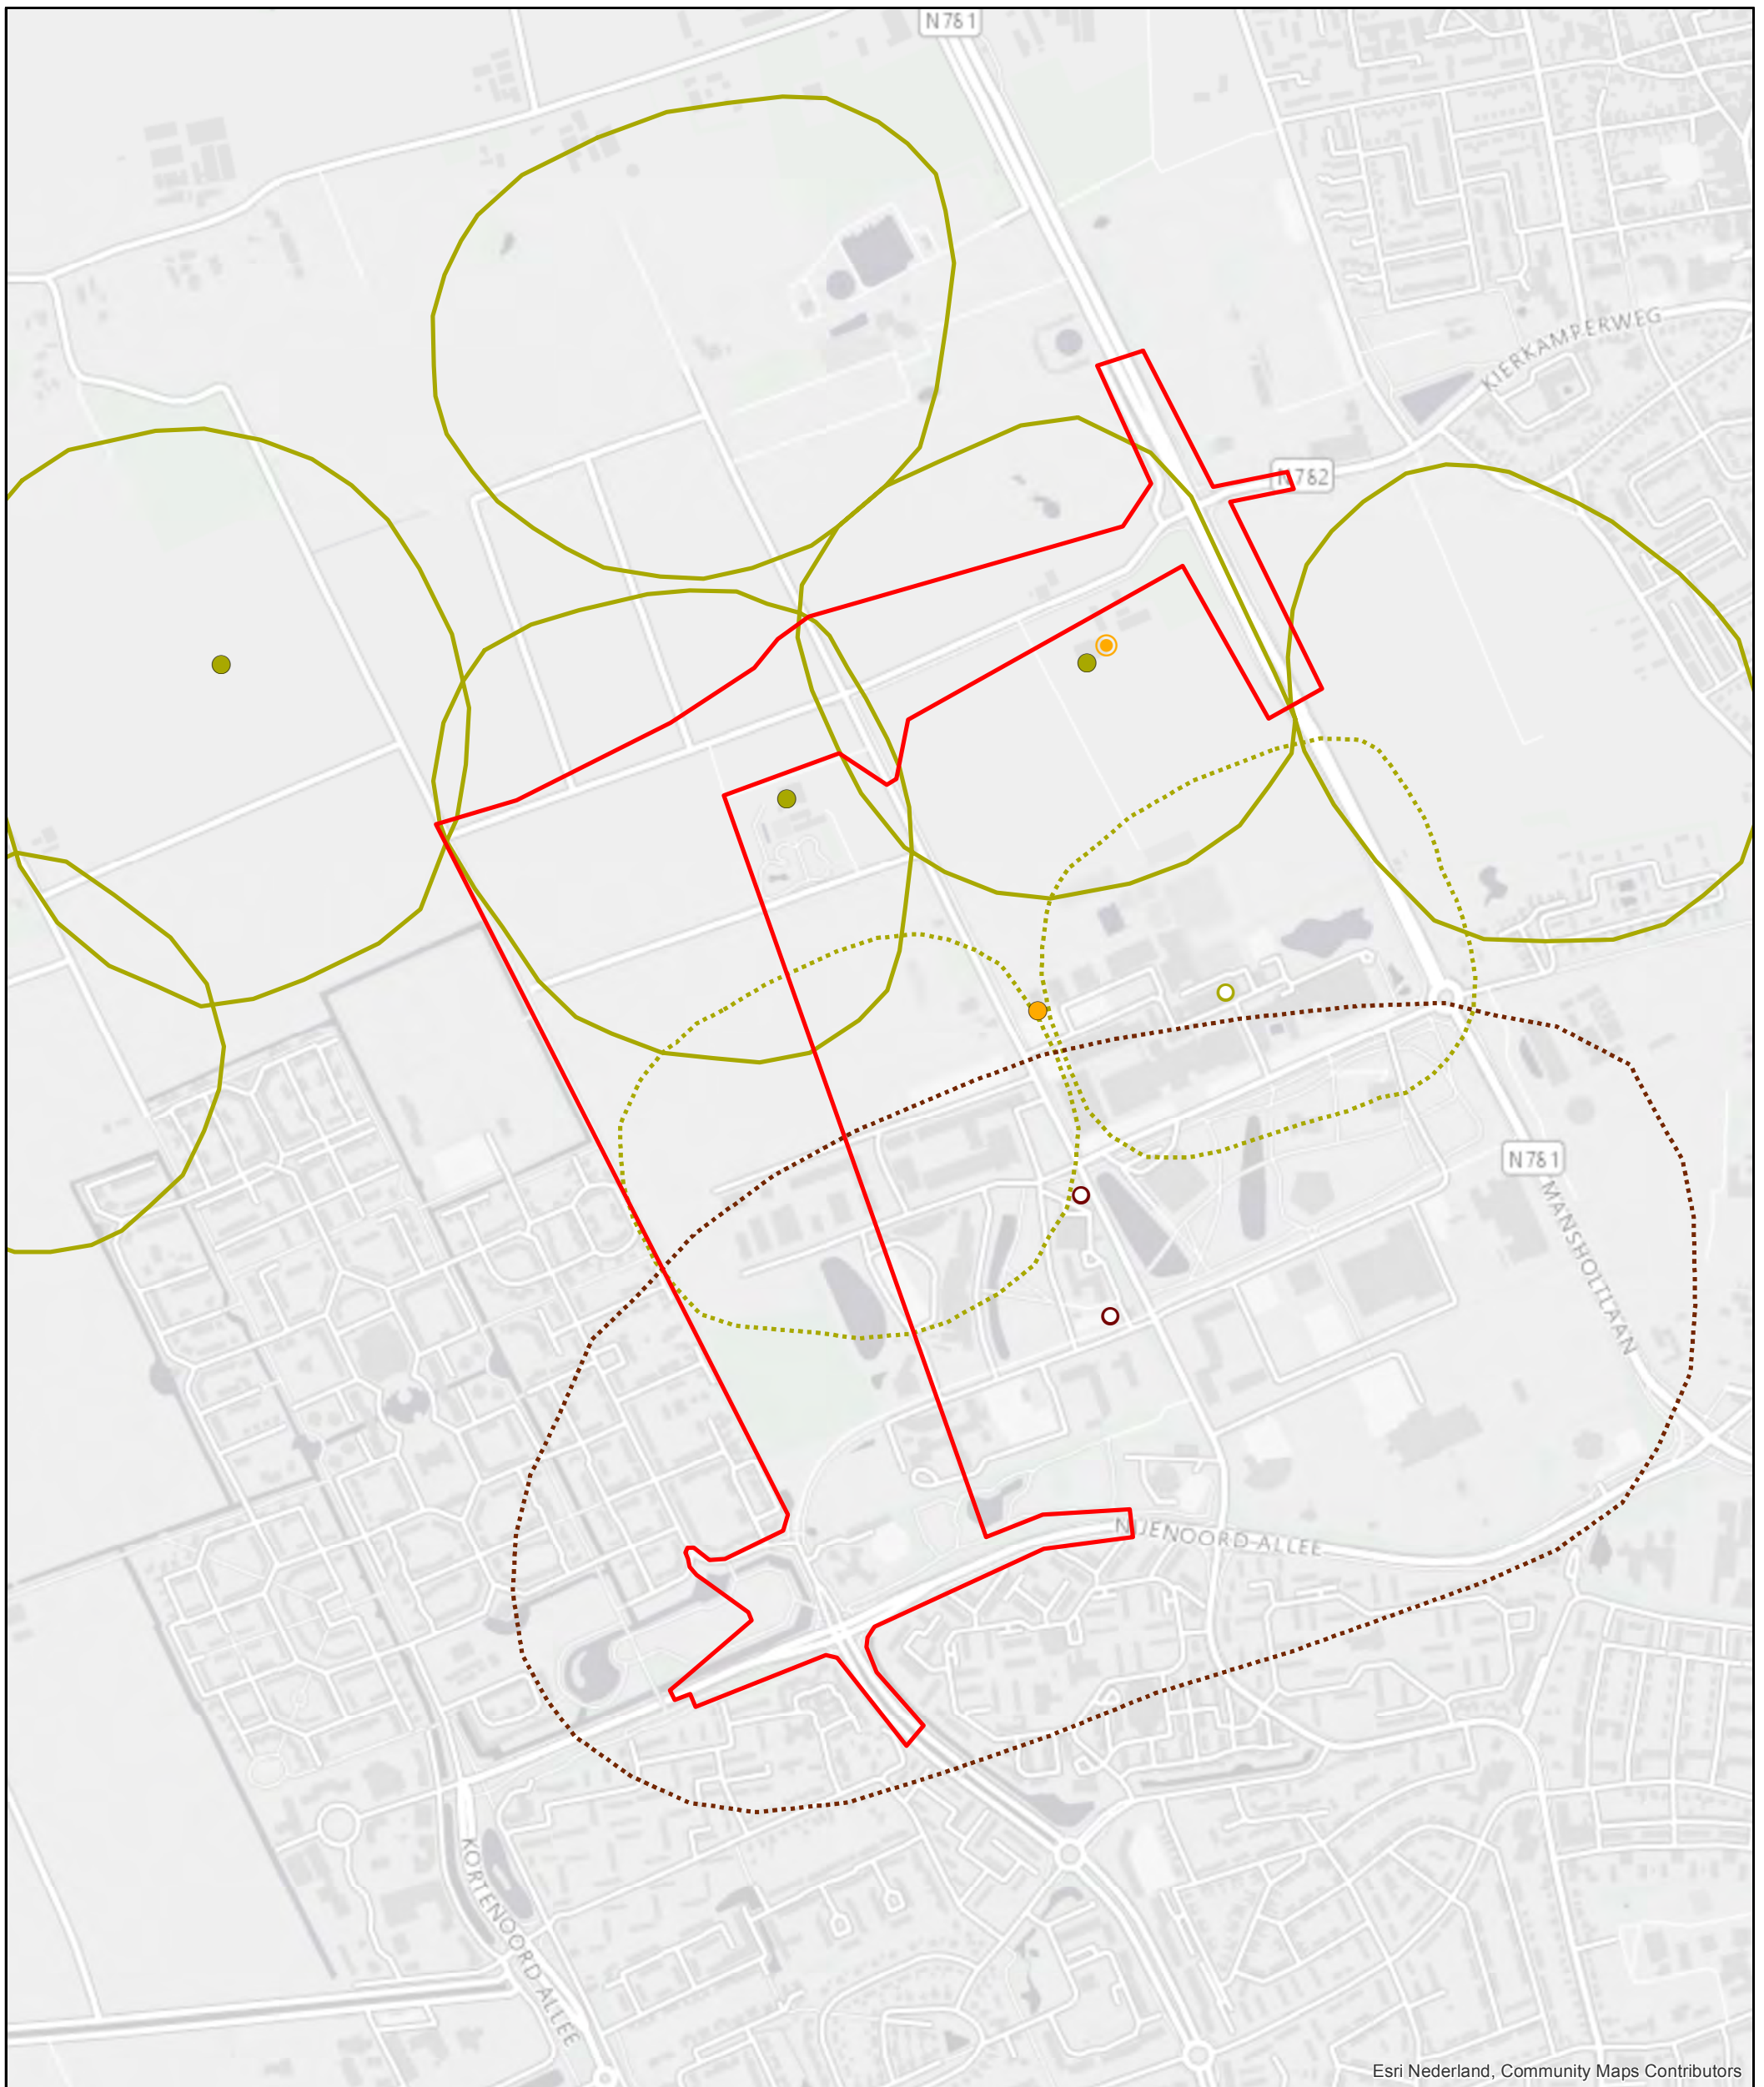 N781
KIERKAMPERWEG
N782
N781
MANSHOLTLAAN
NIJENOORD-ALLEE
KORTENOORD-ALLEE
Esri Nederland, Community Maps Contributors